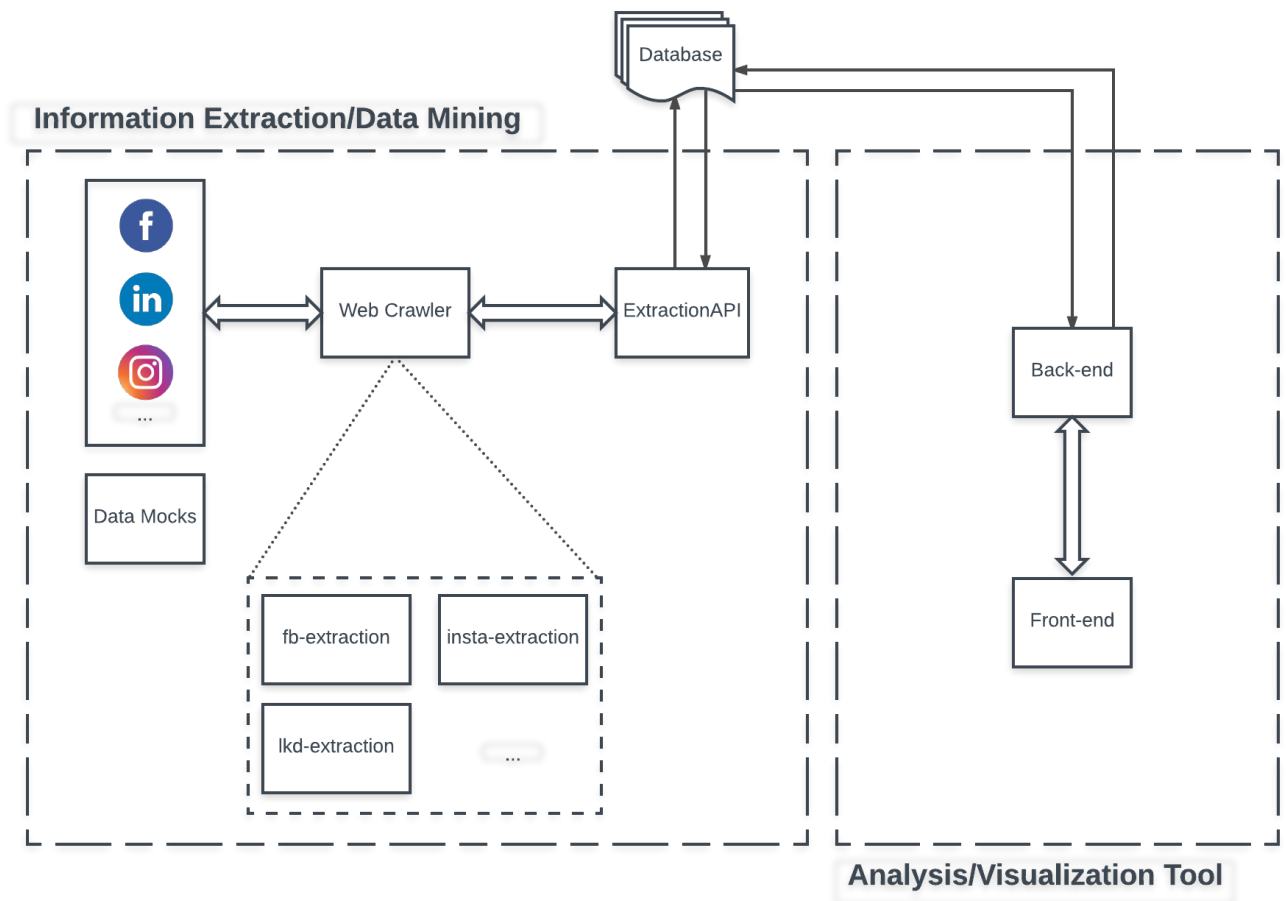 Database
Information Extraction/Data Mining
f
in
Web Crawler
ExtractionAPI
...
Back-end
Data Mocks
fb-extraction
insta-extraction
Front-end
lkd-extraction
...
Analysis/Visualization Tool